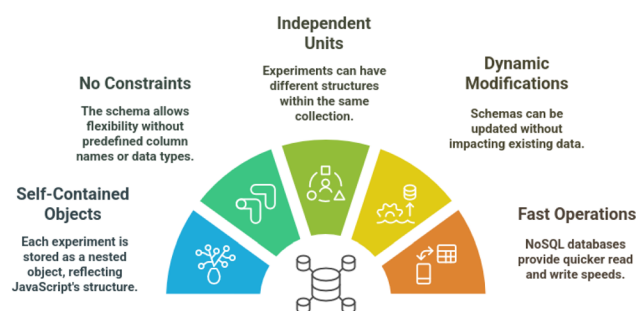 Independent
Units
Experiments can have
different structures
within the same
collection.
No Constraints
The schema allows
flexibility without
predefined column
names or data types.
Dynamic
Modifications
Schemas can be
updated without
impacting existing data.
Self-Contained
Objects
Each experiment is
stored as a nested
object, reflecting
JavaScript's structure.
Fast Operations
NoSQL databases
provide quicker read
and write speeds.